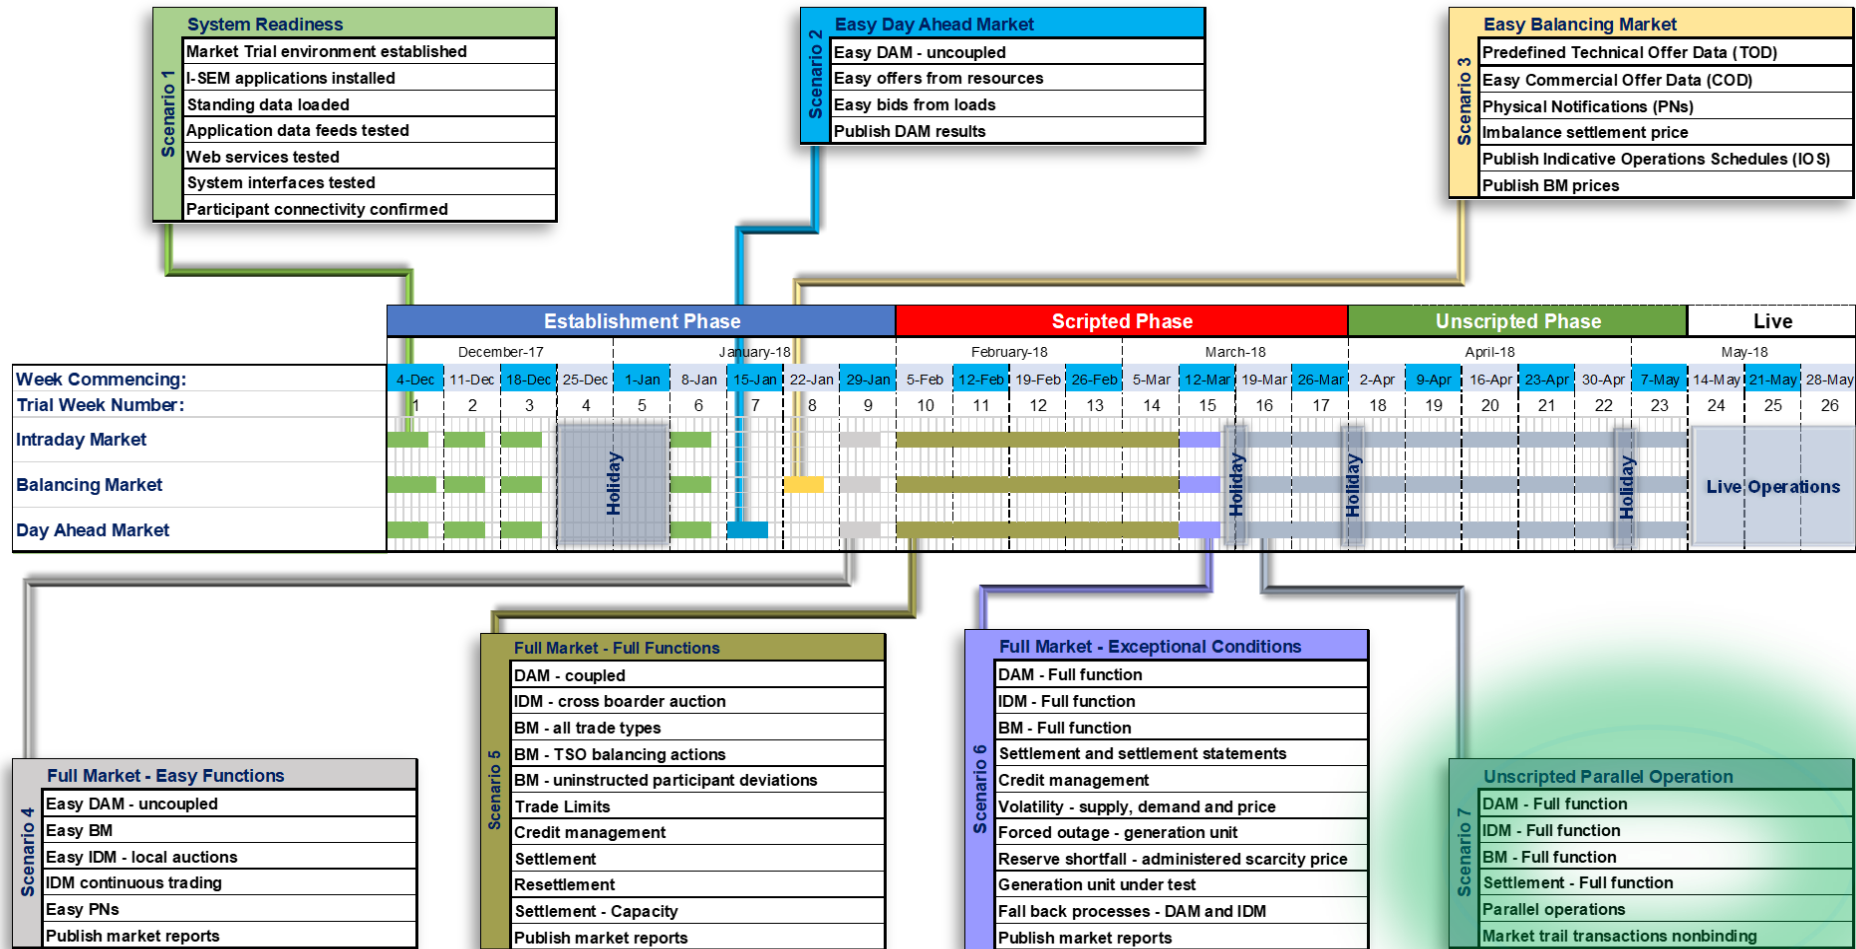 System Readiness
Scenario 1
Market Trial environment established
I-SEM applications installed
Standing data loaded
Application data feeds tested
Web services tested
System interfaces tested
Participant connectivity confirmed
Easy Day Ahead Market
Scenario 2
Easy DAM - uncoupled
Easy offers from resources
Easy bids from loads
Publish DAM results
Easy Balancing Market
Scenario 3
Predefined Technical Offer Data (TOD)
Easy Commercial Offer Data (COD)
Physical Notifications (PNs)
Imbalance settlement price
Publish Indicative Operations Schedules (IOS)
Publish BM prices
Establishment Phase Scripted Phase Unscripted Phase Live
December-17 January-18 February-18 March-18 April-18 May-18
Week Commencing: 4-Dec 11-Dec 18-Dec 25-Dec 1-Jan 8-Jan 15-Jan 22-Jan 29-Jan 5-Feb 12-Feb 19-Feb 26-Feb 5-Mar 12-Mar 19-Mar 26-Mar 2-Apr 9-Apr 16-Apr 23-Apr 30-Apr 7-May 14-May 21-May 28-May
Trial Week Number: 1 2 3 4 5 6 7 8 9 10 11 12 13 14 15 16 17 18 19 20 21 22 23 24 25 26
Intraday Market
Balancing Market
Day Ahead Market
Holiday
Holiday
Holiday
Holiday
Live Operations
Full Market - Easy Functions
Scenario 4
Easy DAM - uncoupled
Easy BM
Easy IDM - local auctions
IDM continuous trading
Easy PNs
Publish market reports
Full Market - Full Functions
Scenario 5
DAM - coupled
IDM - cross boarder auction
BM - all trade types
BM - TSO balancing actions
BM - uninstructed participant deviations
Trade Limits
Credit management
Settlement
Resettlement
Settlement - Capacity
Publish market reports
Full Market - Exceptional Conditions
Scenario 6
DAM - Full function
IDM - Full function
BM - Full function
Settlement and settlement statements
Credit management
Volatility - supply, demand and price
Forced outage - generation unit
Reserve shortfall - administered scarcity price
Generation unit under test
Fall back processes - DAM and IDM
Publish market reports
Unscripted Parallel Operation
Scenario 7
DAM - Full function
IDM - Full function
BM - Full function
Settlement - Full function
Parallel operations
Market trail transactions nonbinding